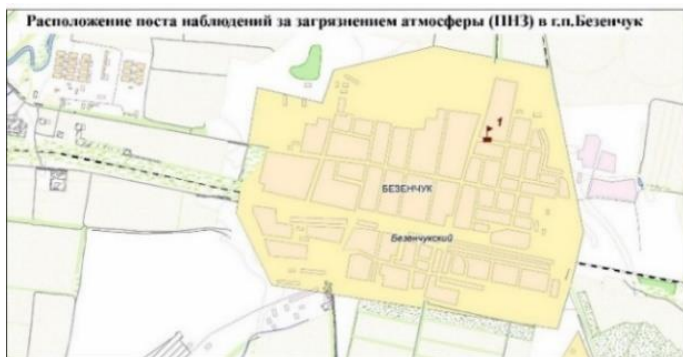 Расположение поста наблюдений за загрязнением атмосферы (ПНЗ) в г.п.Безенчук
1
БЕЗЕНЧУК
Безенчукский